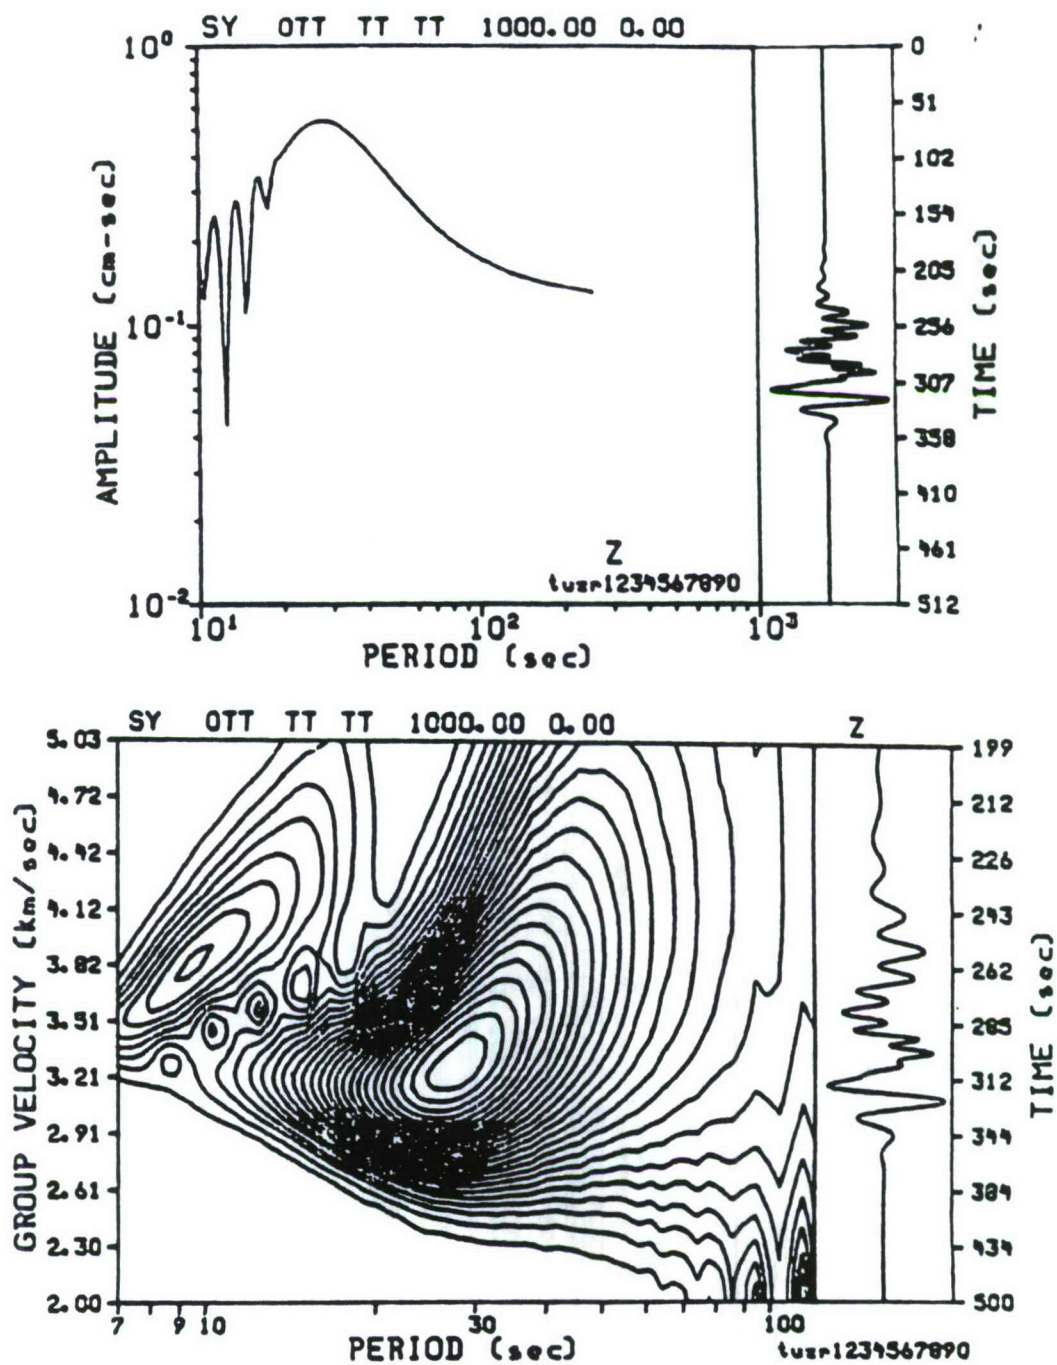 SY OTT TT TT 1000.00 0.00
10⁰
10⁻¹
10⁻²
AMPLITUDE (cm-sec)
10¹ 10² 10³
PERIOD (sec)
Z
tuzr1234567890
0
51
102
154
205
256
307
358
410
461
512
TIME (sec)
SY OTT TT TT 1000.00 0.00 Z
5.03
4.72
4.42
4.12
3.82
3.51
3.21
2.91
2.61
2.30
2.00
GROUP VELOCITY (km/sec)
7 9 10 30 100
PERIOD (sec)
tuzr1234567890
199
212
226
243
262
285
312
344
384
434
500
TIME (sec)